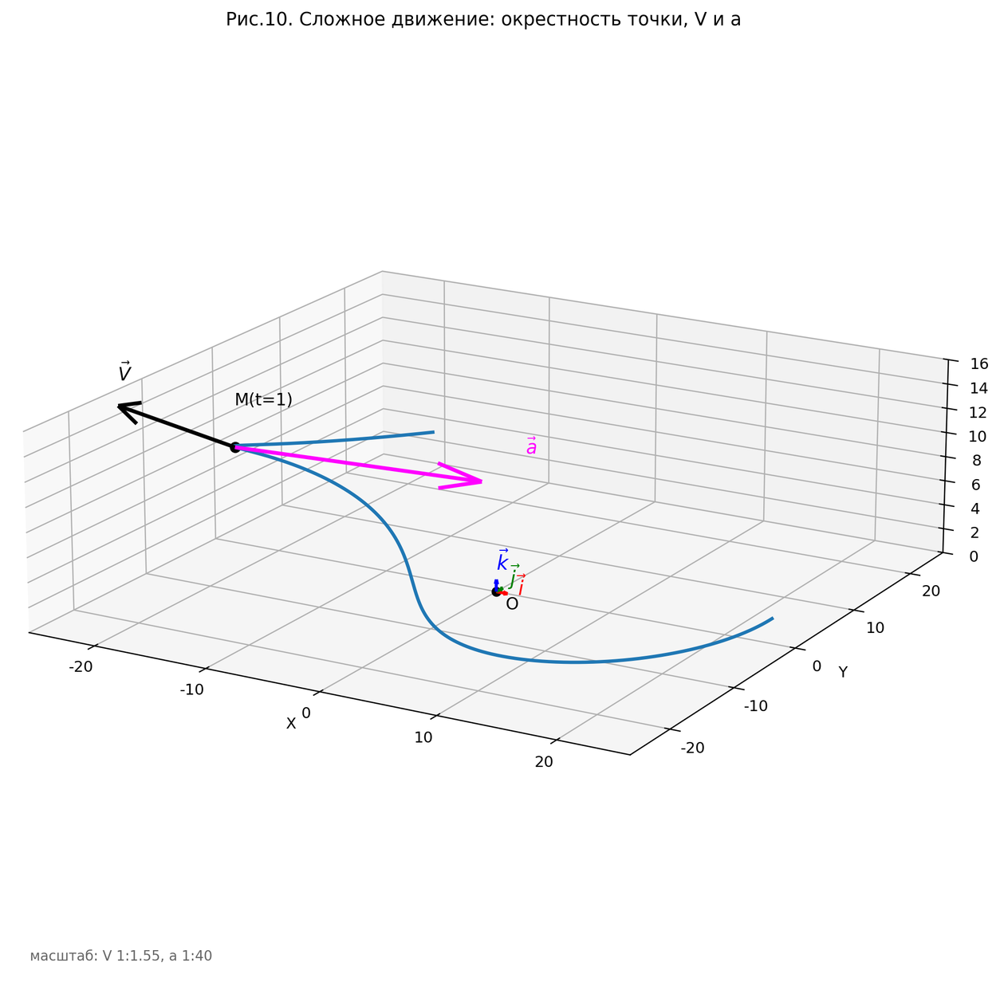 Рис.10. Сложное движение: окрестность точки, V и a
V
M(t=1)
a
k
j
i
O
16
14
12
10
8
6
4
2
0
20
10
0
-10
-20
Y
-20
-10
0
10
20
X
масштаб: V 1:1.55, a 1:40